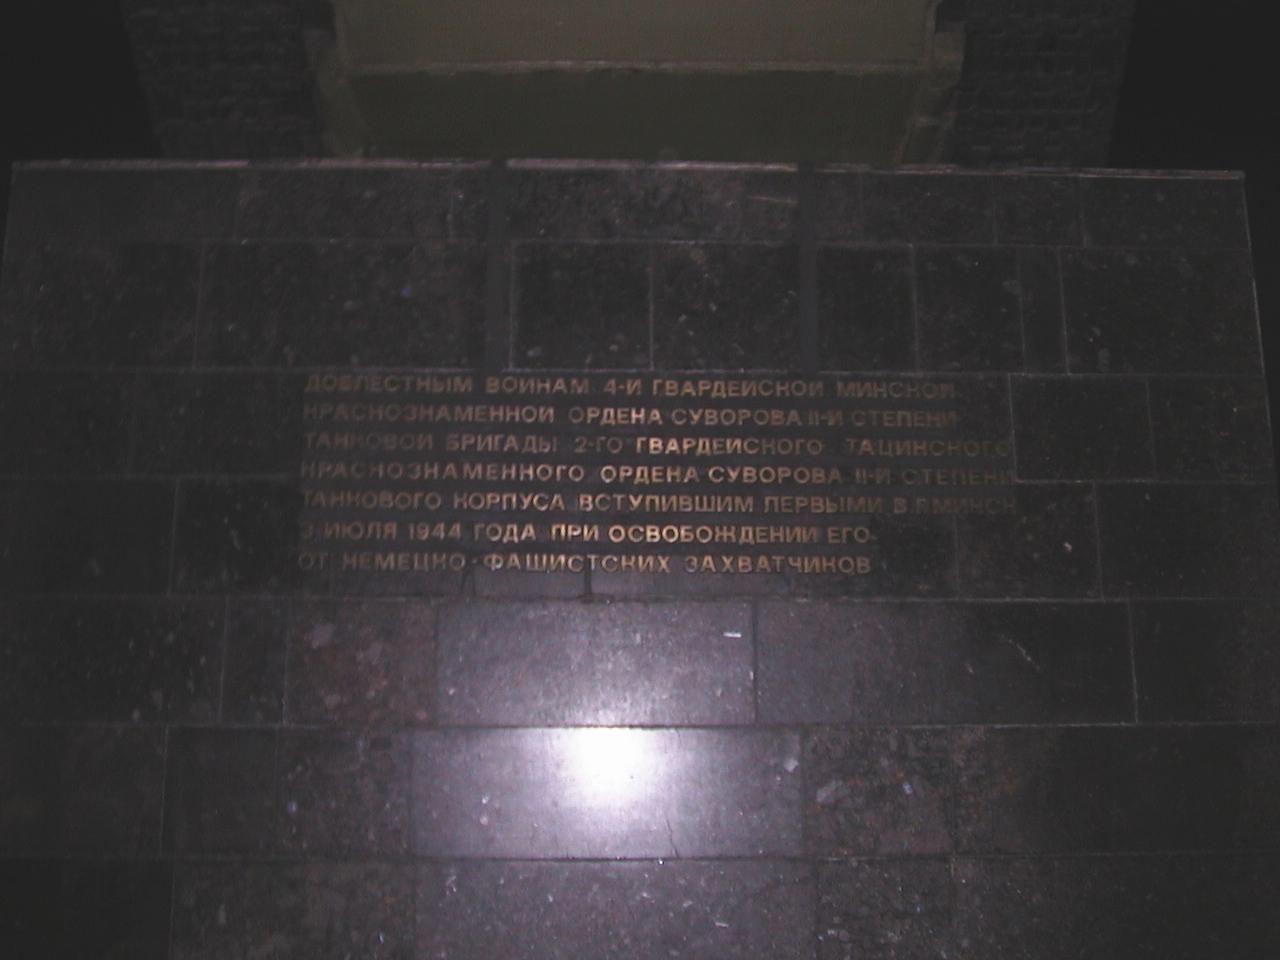 ДОБЛЕСТНЫМ ВОИНАМ 4-Й ГВАРДЕЙСКОЙ МИНСКОЙ
КРАСНОЗНАМЕННОЙ ОРДЕНА СУВОРОВА II-Й СТЕПЕНИ
ТАНКОВОЙ БРИГАДЫ 2-ГО ГВАРДЕЙСКОГО ТАЦИНСКОГО
КРАСНОЗНАМЕННОГО ОРДЕНА СУВОРОВА II-Й СТЕПЕНИ
ТАНКОВОГО КОРПУСА ВСТУПИВШИМ ПЕРВЫМИ В Г.МИНСК
3 ИЮЛЯ 1944 ГОДА ПРИ ОСВОБОЖДЕНИИ ЕГО
ОТ НЕМЕЦКО-ФАШИСТСКИХ ЗАХВАТЧИКОВ